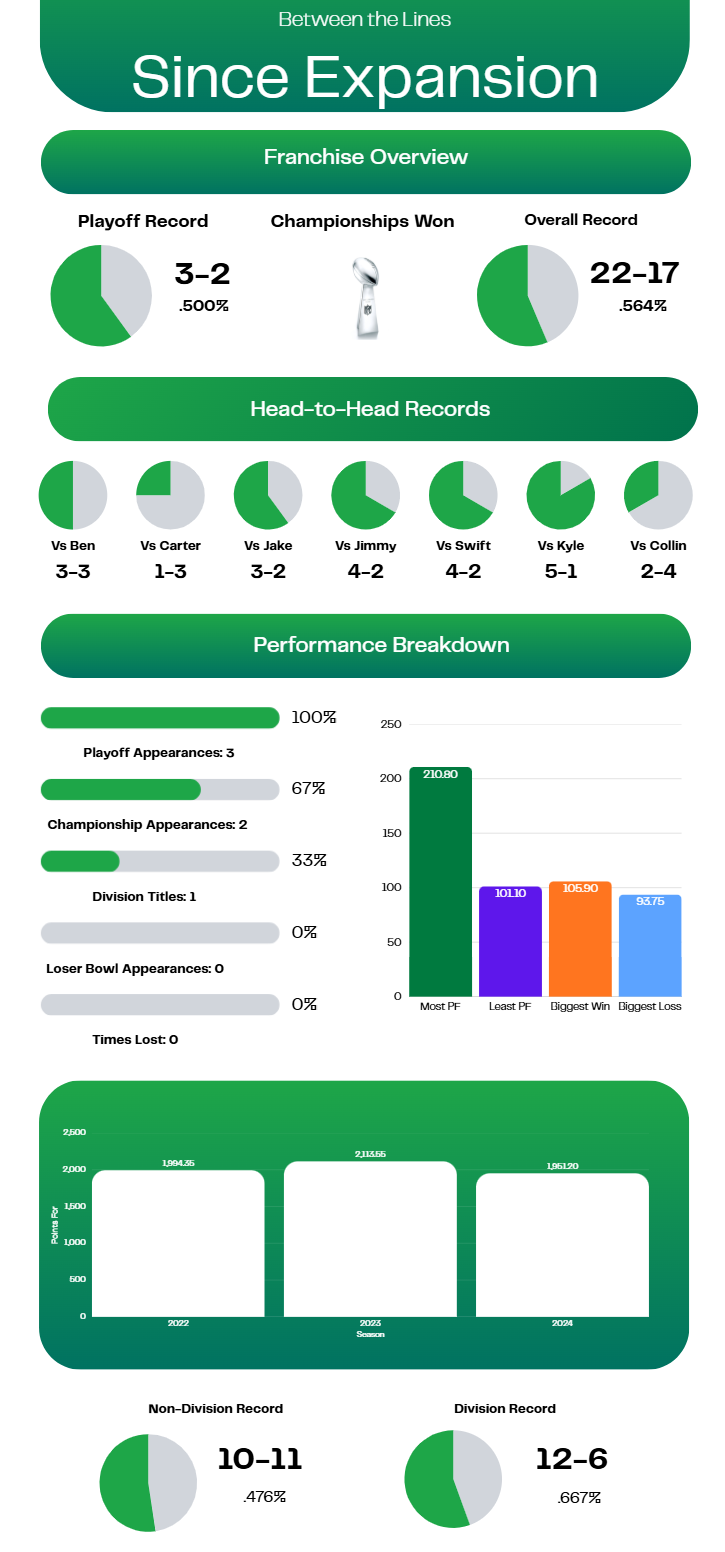 Between the Lines
Since Expansion
Franchise Overview
Playoff Record
Championships Won
Overall Record
3-2
.500%
NFL
22-17
.564%
Head-to-Head Records
Vs Ben
Vs Carter
Vs Jake
Vs Jimmy
Vs Swift
Vs Kyle
Vs Collin
3-3
1-3
3-2
4-2
4-2
5-1
2-4
Performance Breakdown
100%
Playoff Appearances: 3
67%
Championship Appearances: 2
33%
Division Titles: 1
0%
Loser Bowl Appearances: 0
0%
Times Lost: 0
250
200
150
100
50
0
210.80
101.10
105.90
93.75
Most PF
Least PF
Biggest Win
Biggest Loss
Points For
2,500
2,000
1,500
1,000
500
0
1,994.35
2,113.55
1,951.20
2022
2023
2024
Season
Non-Division Record
10-11
.476%
Division Record
12-6
.667%